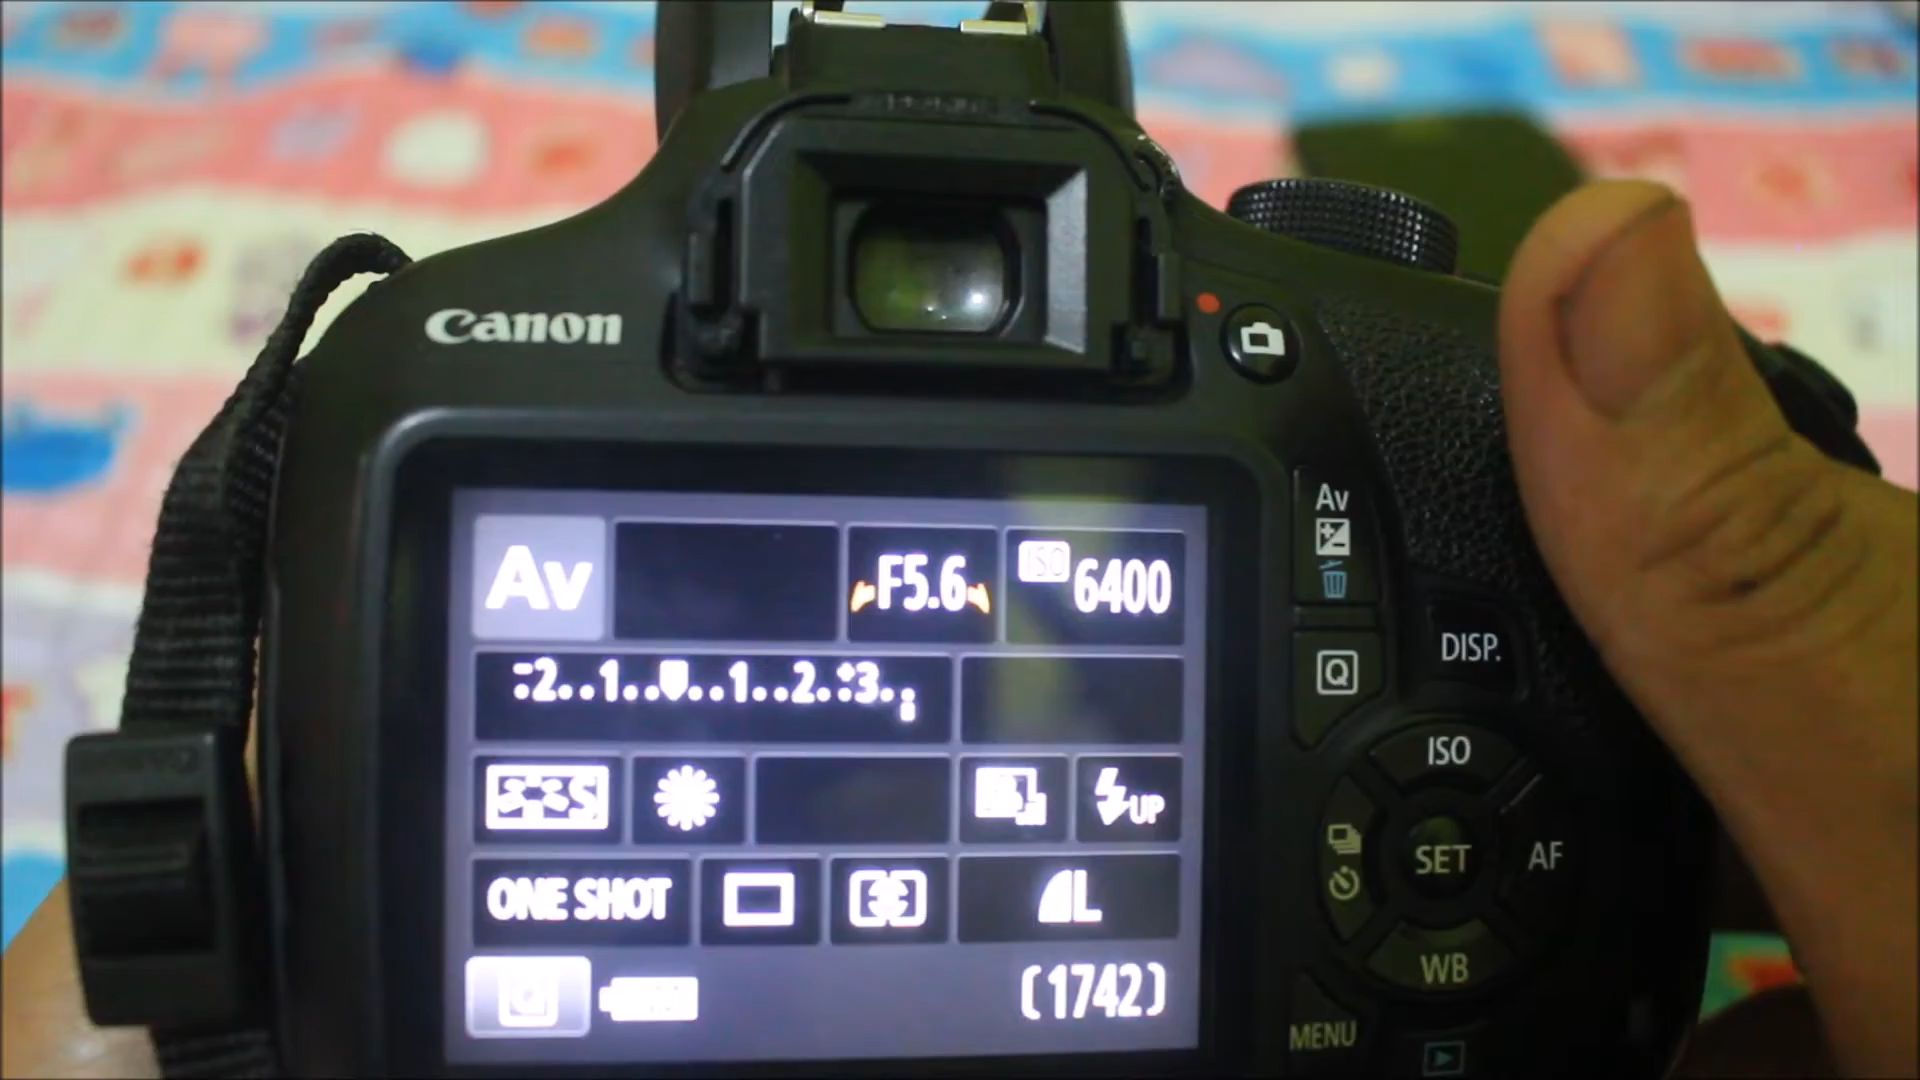 Canon
Av F5.6 ISO 6400
-2..1..0..1..2.+3.
UP
ONE SHOT L
Q [1742]
Av
Q DISP.
ISO
SET AF
WB
MENU